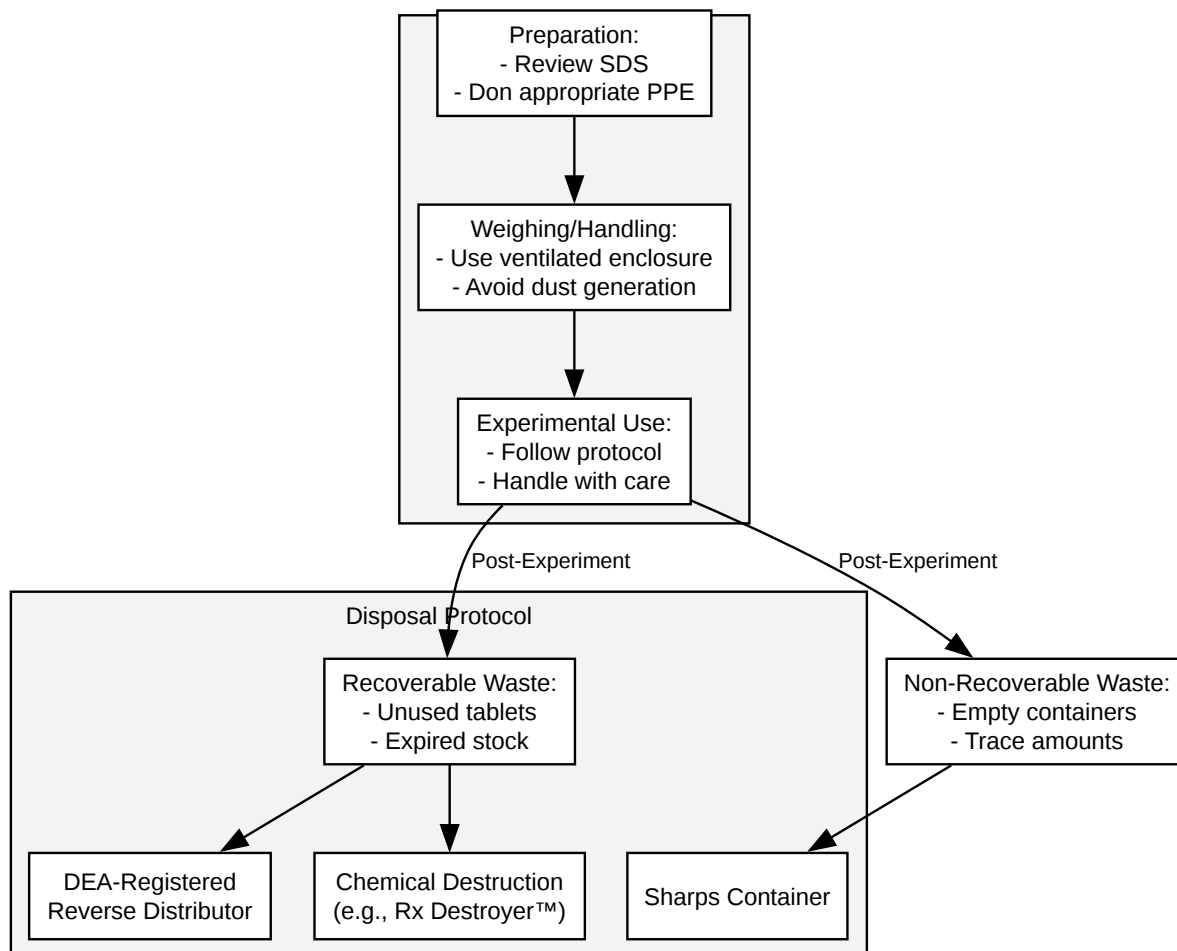 Preparation:
- Review SDS
- Don appropriate PPE
Weighing/Handling:
- Use ventilated enclosure
- Avoid dust generation
Experimental Use:
- Follow protocol
- Handle with care
Post-Experiment
Post-Experiment
Disposal Protocol
Recoverable Waste:
- Unused tablets
- Expired stock
Non-Recoverable Waste:
- Empty containers
- Trace amounts
DEA-Registered
Reverse Distributor
Chemical Destruction
(e.g., Rx Destroyer™)
Sharps Container